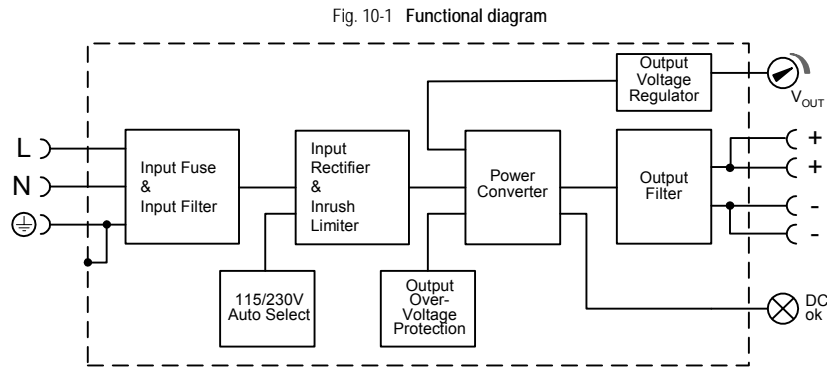 Fig. 10-1 Functional diagram
Output
Voltage
Regulator
VOUT
L
N
Input Fuse
&
Input Filter
Input
Rectifier
&
Inrush
Limiter
Power
Converter
Output
Filter
+
+
-
-
115/230V
Auto Select
Output
Over-
Voltage
Protection
DC
ok